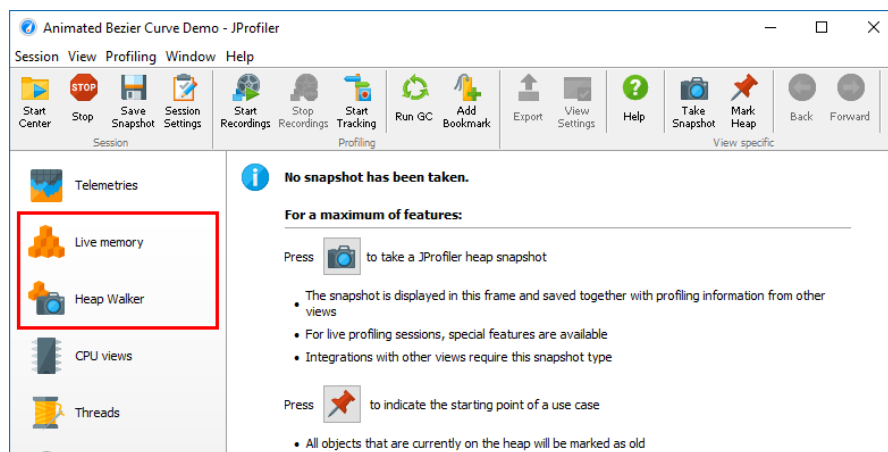 Animated Bezier Curve Demo - JProfiler
Session View Profiling Window Help
Start Center
STOP
Stop
Save Snapshot
Session Settings
Start Recordings
Stop Recordings
Start Tracking
Run GC
Add Bookmark
Export
View Settings
Help
Take Snapshot
Mark Heap
Back
Forward
Session
Profiling
View specific
Telemetries
Live memory
Heap Walker
CPU views
Threads
No snapshot has been taken.
For a maximum of features:
Press to take a JProfiler heap snapshot
• The snapshot is displayed in this frame and saved together with profiling information from other
views
• For live profiling sessions, special features are available
• Integrations with other views require this snapshot type
Press to indicate the starting point of a use case
• All objects that are currently on the heap will be marked as old